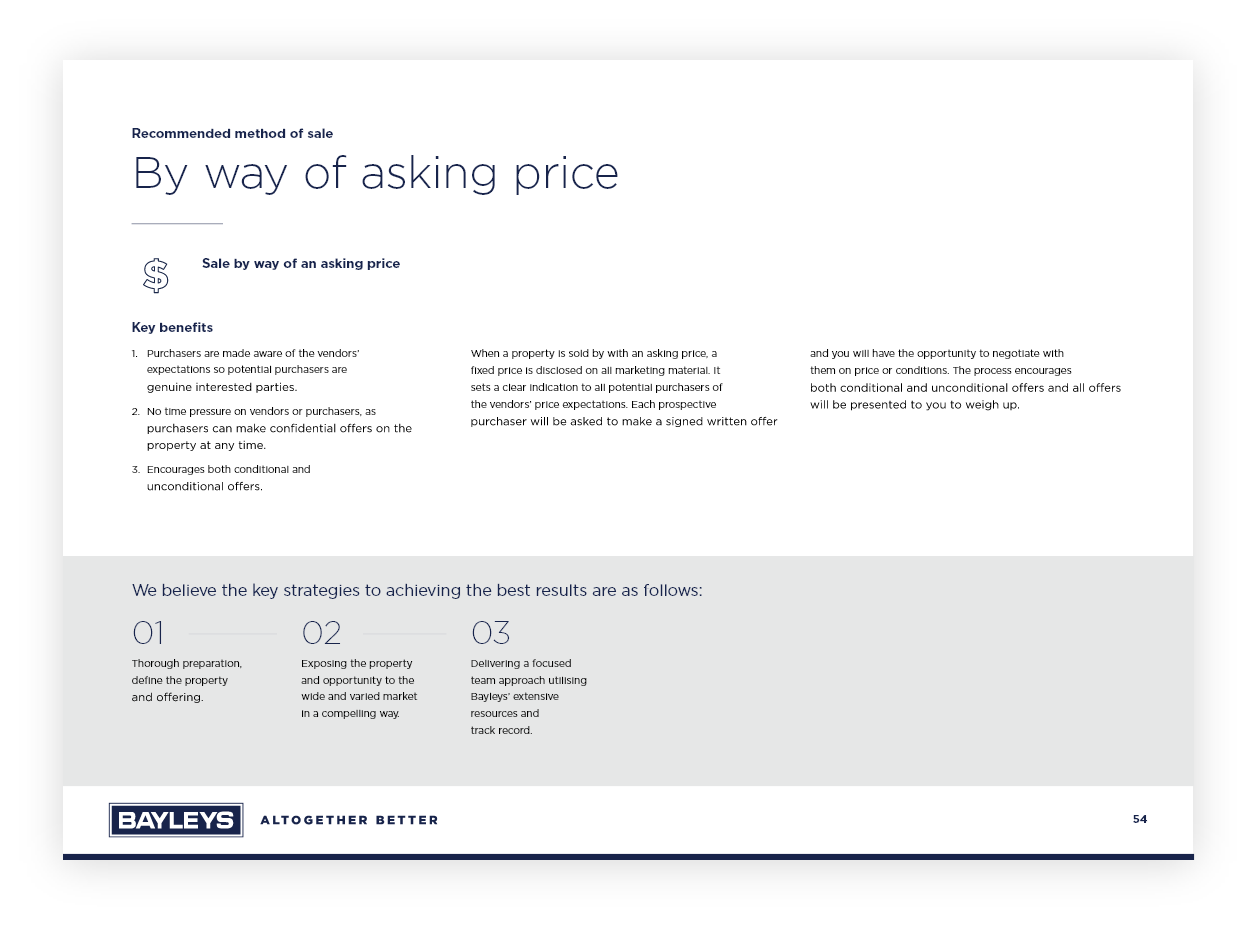 Recommended method of sale
By way of asking price
$
Sale by way of an asking price
Key benefits
1. Purchasers are made aware of the vendors'
expectations so potential purchasers are
genuine interested parties.
2. No time pressure on vendors or purchasers, as
purchasers can make confidential offers on the
property at any time.
3. Encourages both conditional and
unconditional offers.
When a property is sold by with an asking price, a
fixed price is disclosed on all marketing material. It
sets a clear indication to all potential purchasers of
the vendors' price expectations. Each prospective
purchaser will be asked to make a signed written offer
and you will have the opportunity to negotiate with
them on price or conditions. The process encourages
both conditional and unconditional offers and all offers
will be presented to you to weigh up.
We believe the key strategies to achieving the best results are as follows:
01
Thorough preparation,
define the property
and offering.
02
Exposing the property
and opportunity to the
wide and varied market
in a compelling way.
03
Delivering a focused
team approach utilising
Bayleys' extensive
resources and
track record.
BAYLEYS
ALTOGETHER BETTER
54